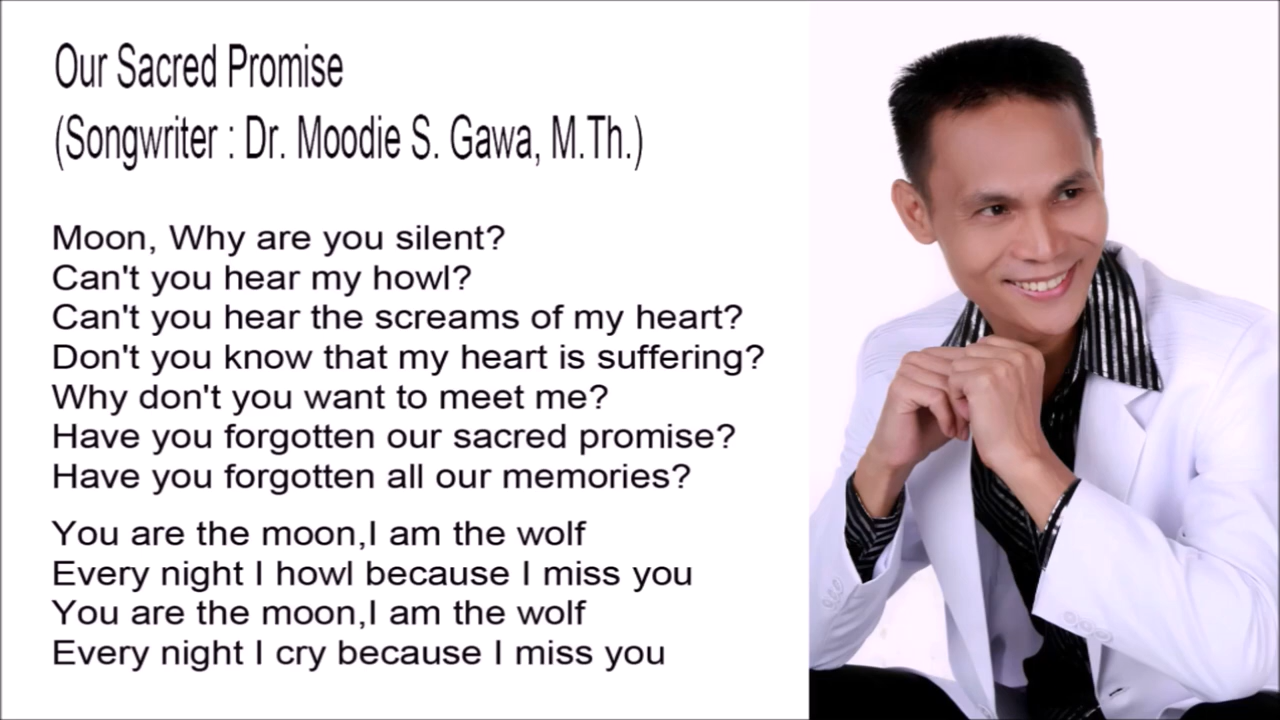 Our Sacred Promise
(Songwriter : Dr. Moodie S. Gawa, M.Th.)
Moon, Why are you silent?
Can't you hear my howl?
Can't you hear the screams of my heart?
Don't you know that my heart is suffering?
Why don't you want to meet me?
Have you forgotten our sacred promise?
Have you forgotten all our memories?
You are the moon,I am the wolf
Every night I howl because I miss you
You are the moon,I am the wolf
Every night I cry because I miss you